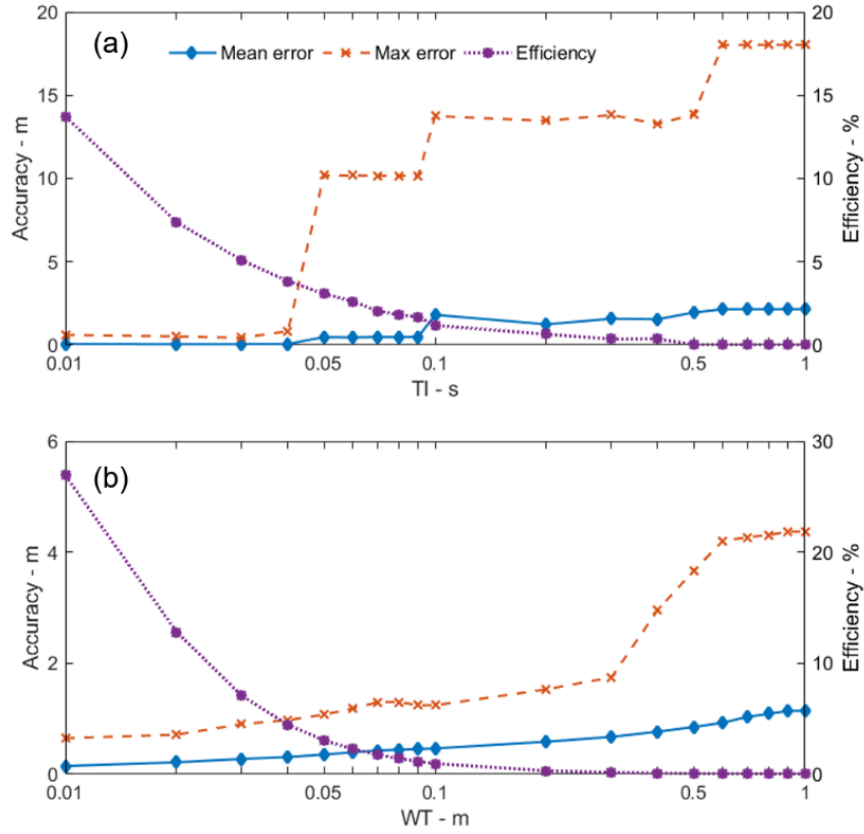 (a)
Mean error Max error Efficiency
20 20
15 15
10 10
5 5
0 0
0.01 0.05 0.1 0.5 1
Accuracy - m
Efficiency - %
TI - s
(b)
6 30
4 20
2 10
0 0
0.01 0.05 0.1 0.5 1
Accuracy - m
Efficiency - %
WT - m